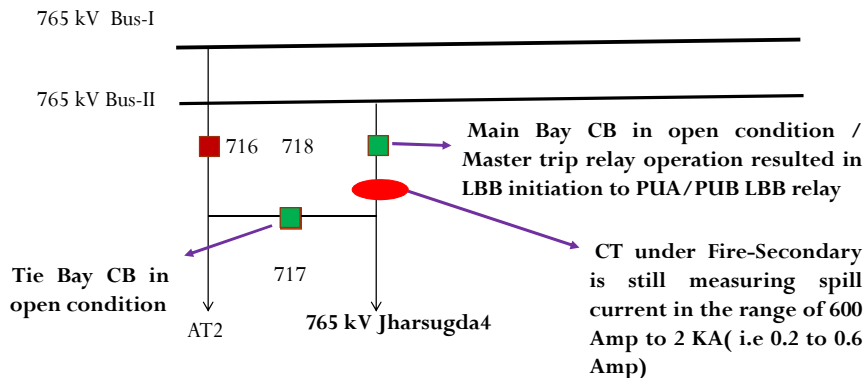 765 kV Bus-I
765 kV Bus-II
716
718
Main Bay CB in open condition /
Master trip relay operation resulted in
LBB initiation to PUA/PUB LBB relay
Tie Bay CB in
open condition
717
AT2
765 kV Jharsugda4
CT under Fire-Secondary
is still measuring spill
current in the range of 600
Amp to 2 KA( i.e 0.2 to 0.6
Amp)